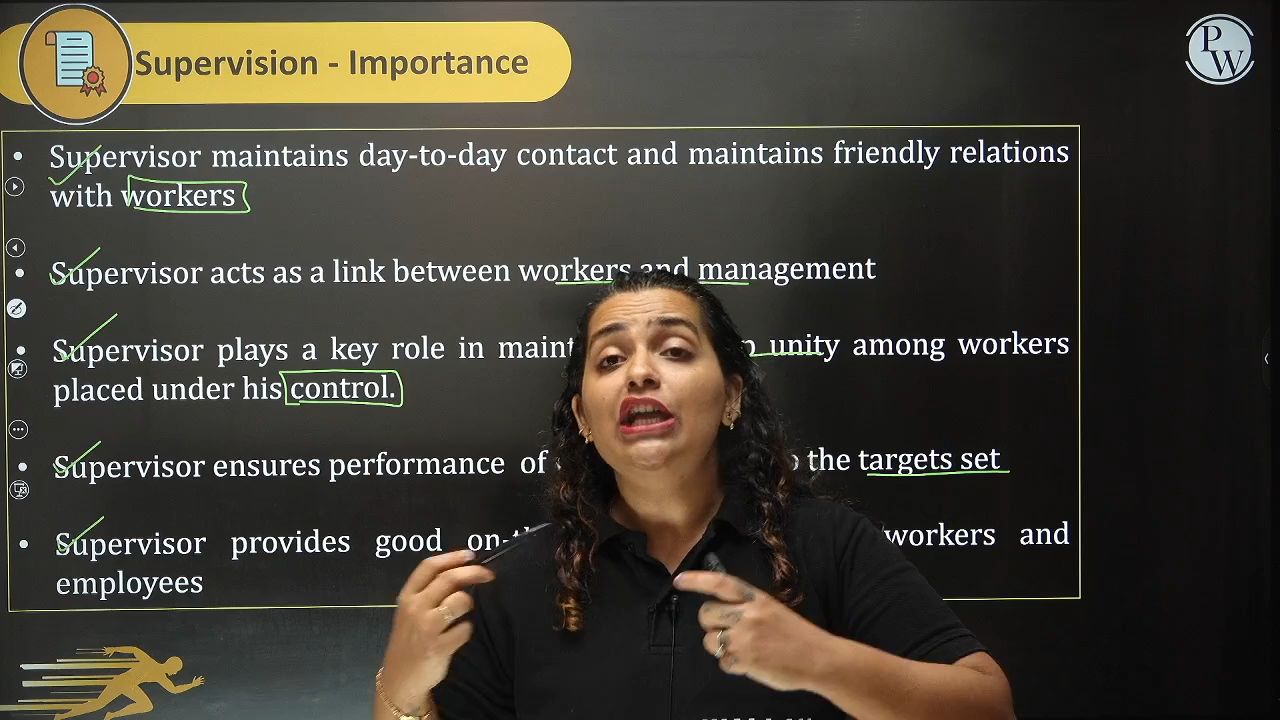 Supervision - Importance
PW
• Supervisor maintains day-to-day contact and maintains friendly relations
with workers
• Supervisor acts as a link between workers and management
• Supervisor plays a key role in unity among workers
placed under his control.
• Supervisor ensures performance of the targets set
• Supervisor provides good /workers and
employees